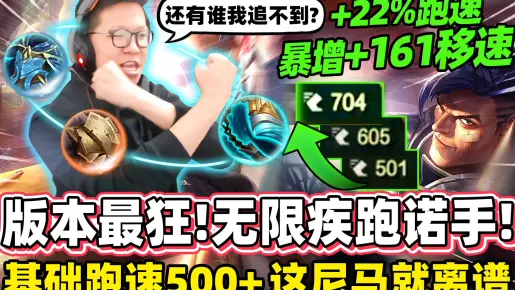 还有谁我追不到?
+22%跑速
暴增+161移速
704
605
501
版本最狂!无限疾跑诺手!
基础跑速500+这尼马就离谱